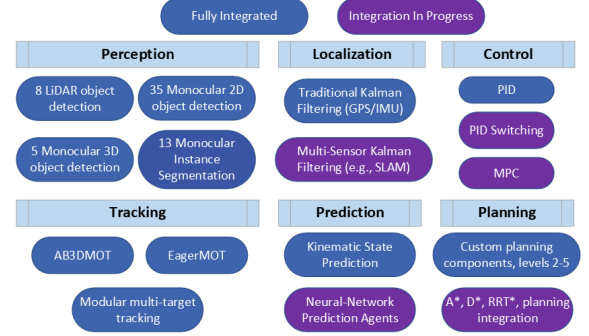 Fully Integrated
Integration In Progress
Perception
8 LiDAR object
detection
35 Monocular 2D
object detection
5 Monocular 3D
object detection
13 Monocular
Instance
Segmentation
Localization
Traditional Kalman
Filtering (GPS/IMU)
Multi-Sensor Kalman
Filtering (e.g., SLAM)
Control
PID
PID Switching
MPC
Tracking
AB3DMOT
EagerMOT
Modular multi-target
tracking
Prediction
Kinematic State
Prediction
Neural-Network
Prediction Agents
Planning
Custom planning
components, levels 2-5
A*, D*, RRT*, planning
integration